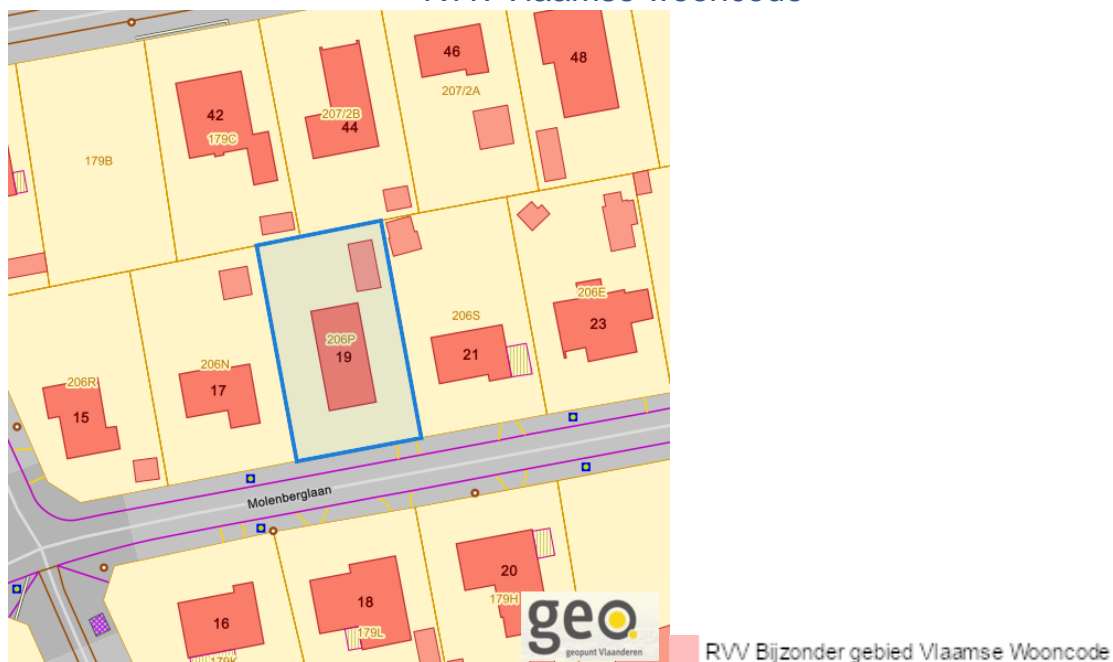 RVV Vlaamse wooncode
46
48
207/2A
42
207/2B
44
179C
179B
206E
23
206S
206P
19
21
206N
17
206R
15
Molenberglaan
20
179H
18
179L
16
179K
geo.
geopunt Vlaanderen
RVV Bijzonder gebied Vlaamse Wooncode